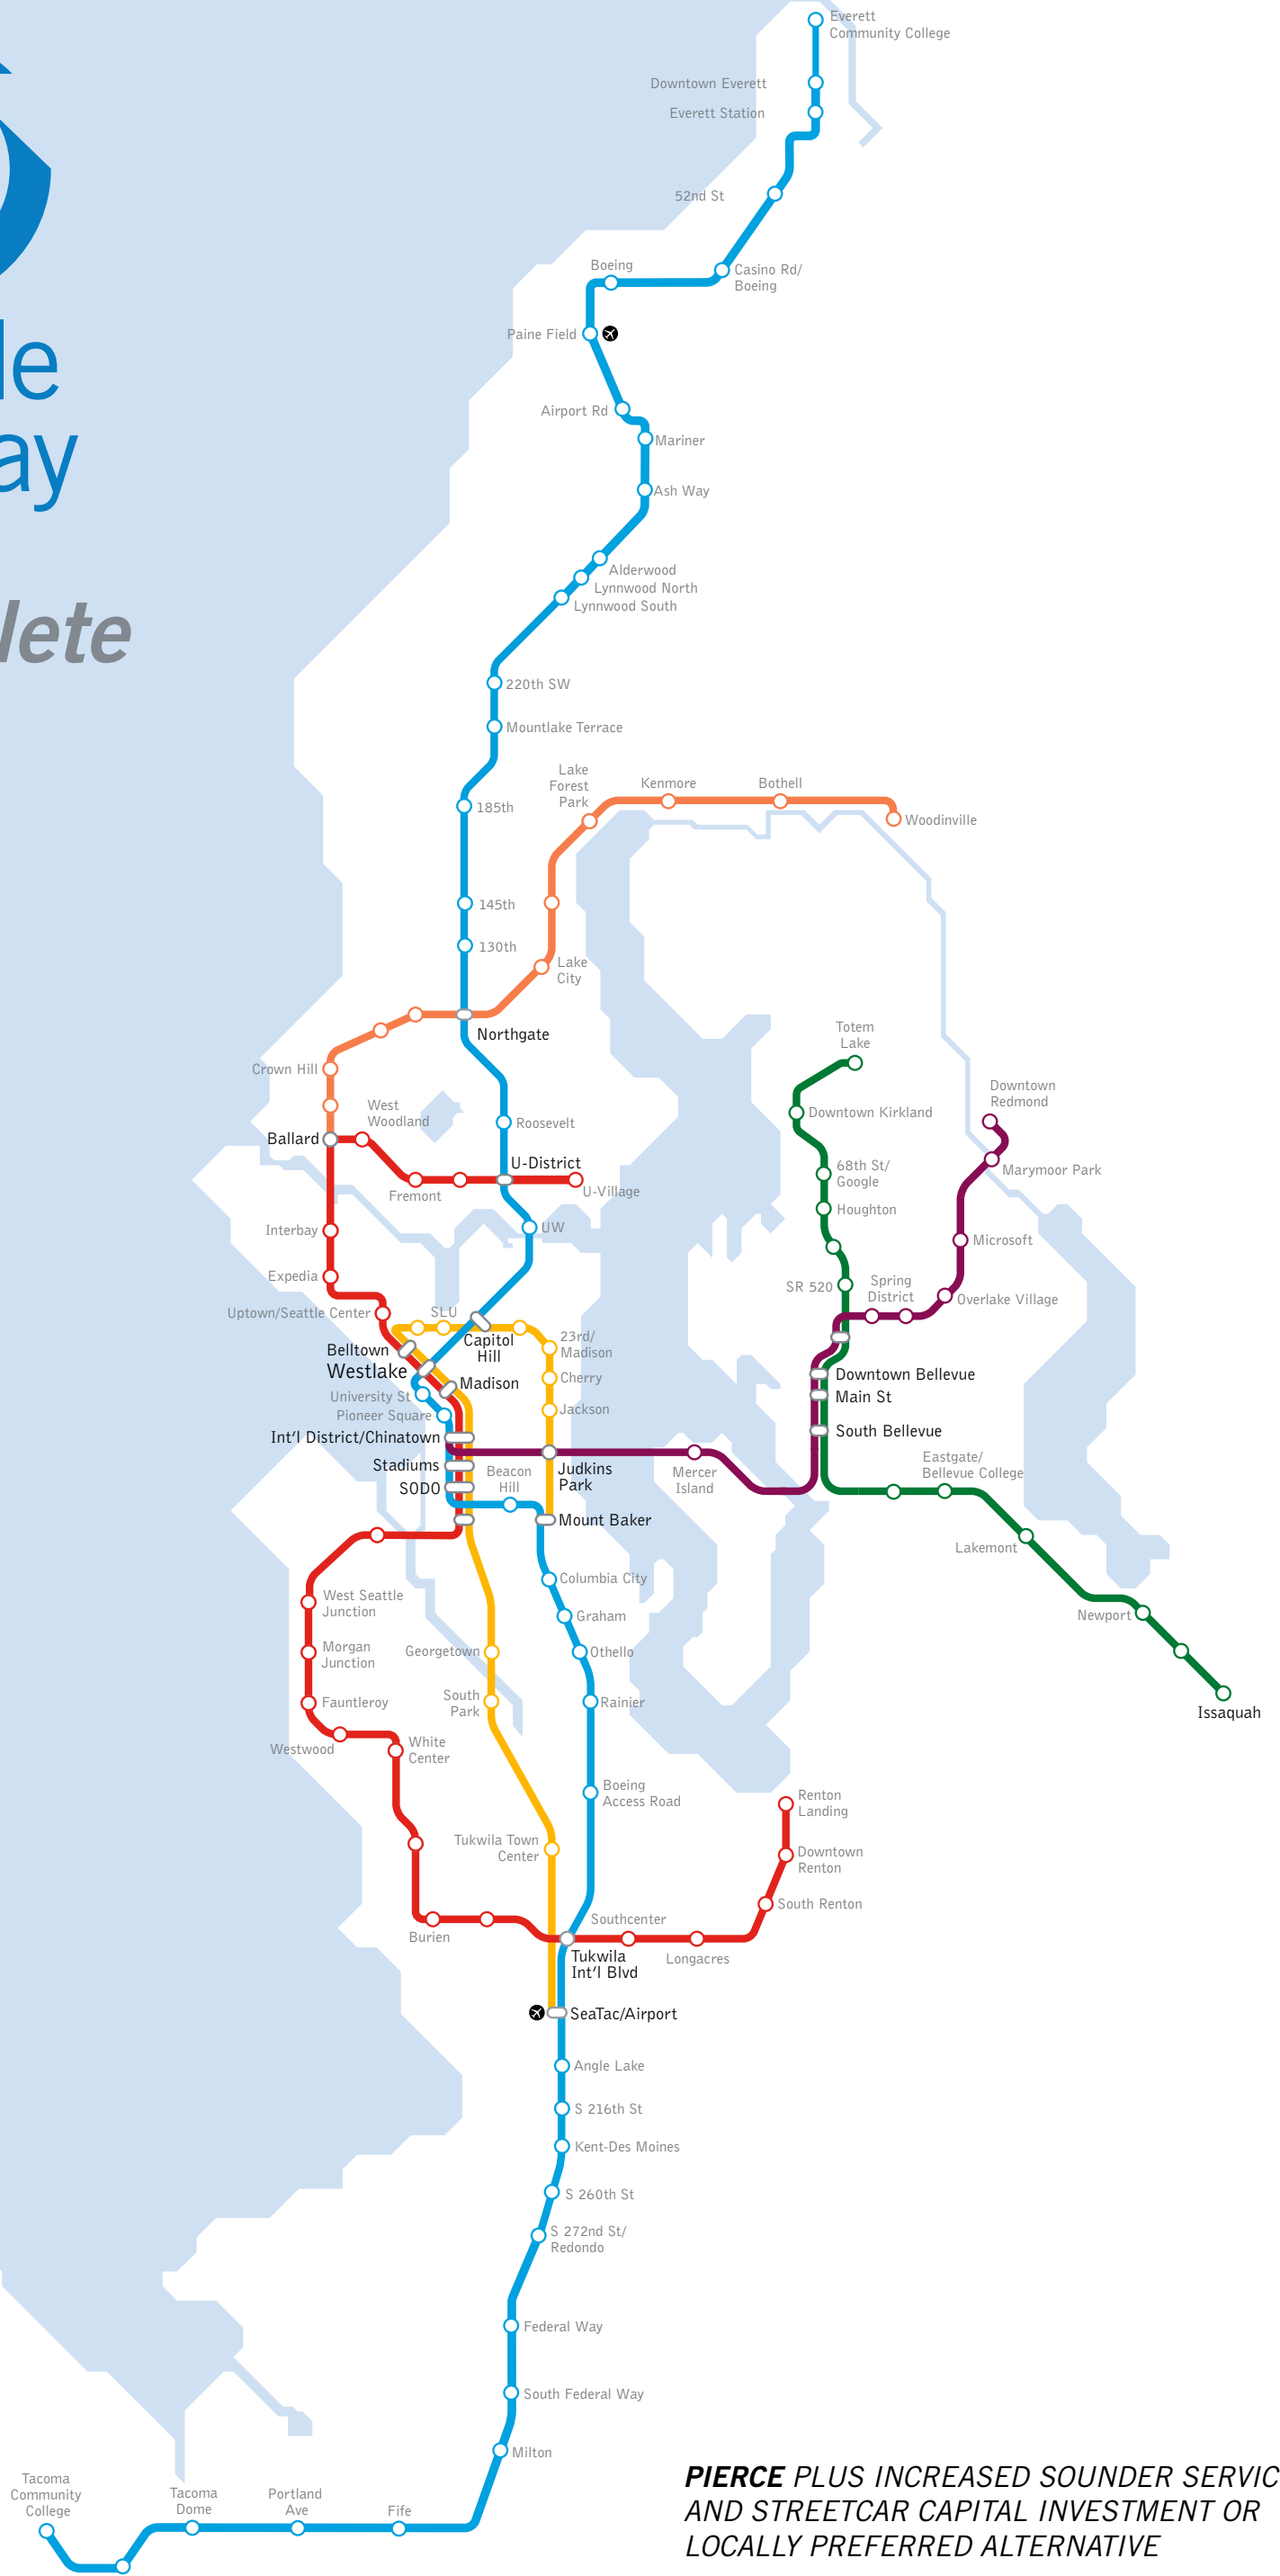 Everett
Community College
Downtown Everett
Everett Station
52nd St
Boeing
Casino Rd/
Boeing
Paine Field
le
Airport Rd
ay
Mariner
Ash Way
Alderwood
Lynnwood North
Lynnwood South
lete
220th SW
Mountlake Terrace
Lake
Forest
Park
Kenmore
Bothell
185th
Woodinville
145th
130th
Lake
City
Northgate
Totem
Lake
Crown Hill
Downtown
Redmond
West
Woodland
Downtown Kirkland
Roosevelt
Ballard
U-District
68th St/
Google
Marymoor Park
Fremont
U-Village
Houghton
Interbay
UW
Microsoft
Expedia
SR 520
Spring
District
Overlake Village
Uptown/Seattle Center
SLU
Capitol
Hill
23rd/
Madison
Belltown
Westlake
Madison
Cherry
Downtown Bellevue
University St
Main St
Pioneer Square
Jackson
Int'l District/Chinatown
South Bellevue
Stadiums
Beacon
Hill
Judkins
Park
Mercer
Island
Eastgate/
Bellevue College
SODO
Mount Baker
Lakemont
Columbia City
West Seattle
Junction
Graham
Newport
Morgan
Junction
Georgetown
Othello
Fauntleroy
South
Park
Rainier
Issaquah
Westwood
White
Center
Boeing
Access Road
Renton
Landing
Tukwila Town
Center
Downtown
Renton
South Renton
Burien
Southcenter
Longacres
Tukwila
Int'l Blvd
SeaTac/Airport
Angle Lake
S 216th St
Kent-Des Moines
S 260th St
S 272nd St/
Redondo
Federal Way
South Federal Way
Milton
Tacoma
Community
College
Tacoma
Dome
Portland
Ave
Fife
PIERCE PLUS INCREASED SOUNDER SERVIC
AND STREETCAR CAPITAL INVESTMENT OR
LOCALLY PREFERRED ALTERNATIVE